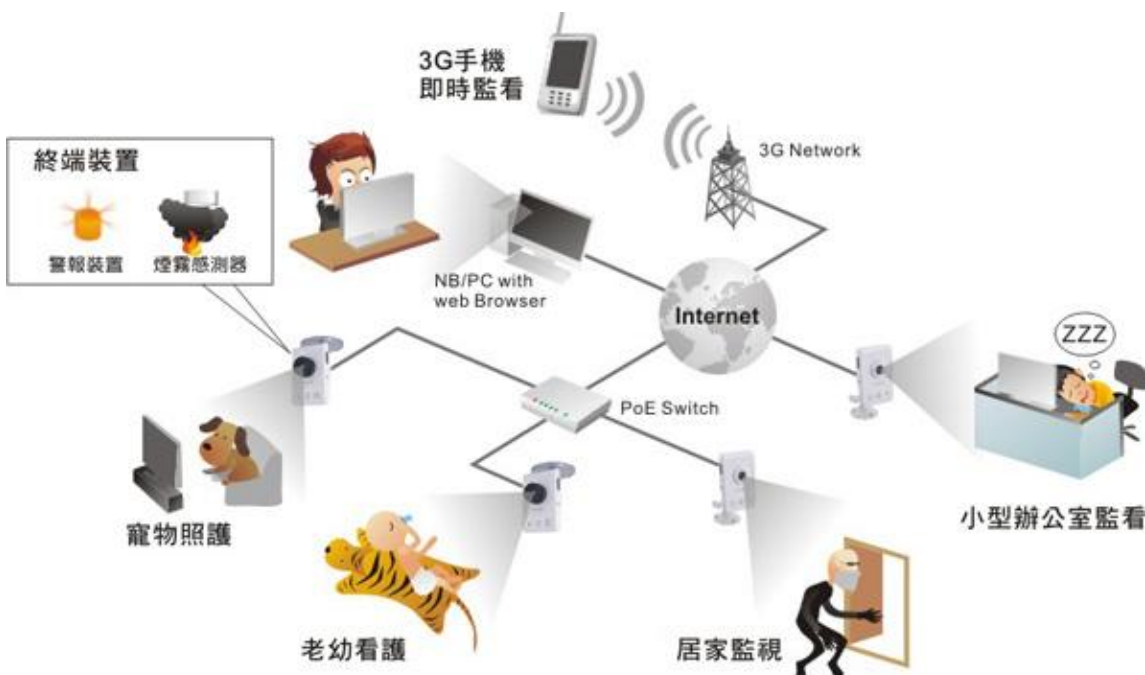 3G手機
即時監看
3G Network
終端裝置
警報裝置
煙霧感測器
NB/PC with
web Browser
Internet
ZZZ
PoE Switch
寵物照護
小型辦公室監看
老幼看護
居家監視